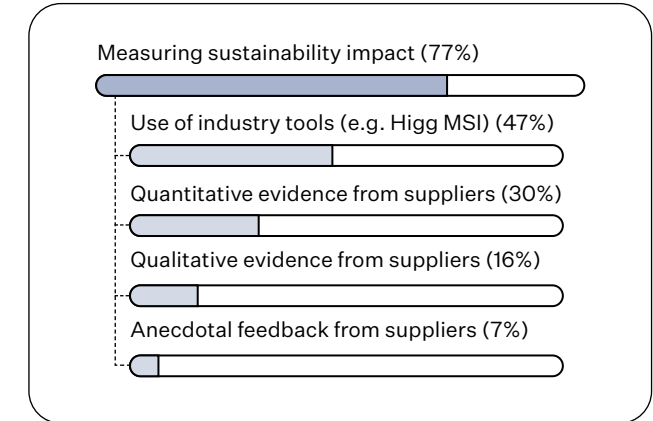 Measuring sustainability impact (77%)
Use of industry tools (e.g. Higg MSI) (47%)
Quantitative evidence from suppliers (30%)
Qualitative evidence from suppliers (16%)
Anecdotal feedback from suppliers (7%)